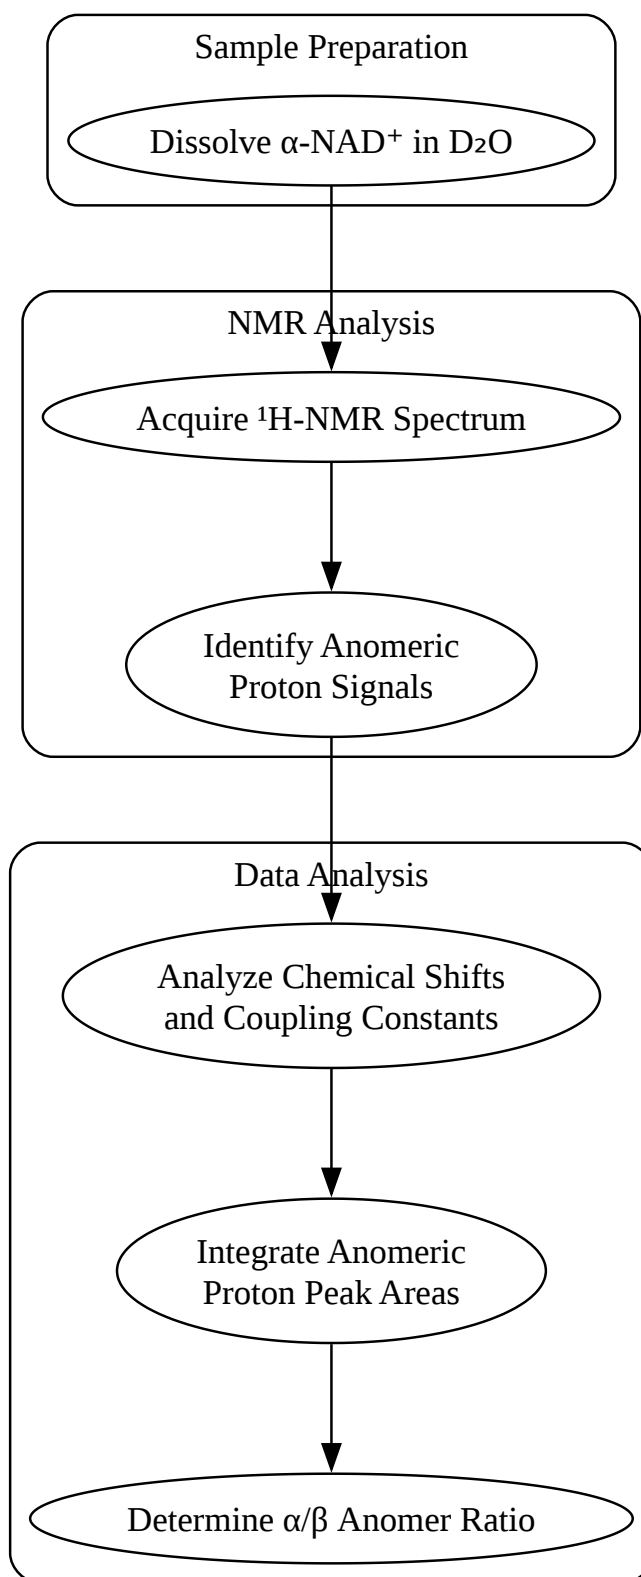 Sample Preparation
Dissolve α-NAD⁺ in D₂O
NMR Analysis
Acquire ¹H-NMR Spectrum
Identify Anomeric
Proton Signals
Data Analysis
Analyze Chemical Shifts
and Coupling Constants
Integrate Anomeric
Proton Peak Areas
Determine α/β Anomer Ratio